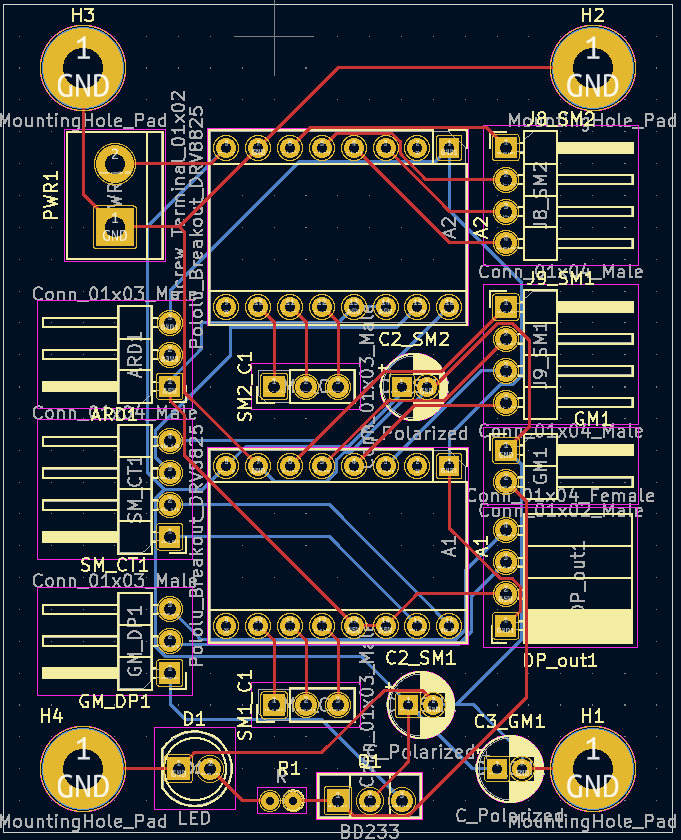 H3
H2
1
GND
1
GND
MountingHole_Pad
MountingHole_Pad
J8_SM2
J8_SM2
Screw_Terminal_01x02
Pololu_Breakout_DRV8825
PWR1
2
1
GND
A2
A2
Conn_01x04_Male
J9_SM1
J9_SM1
Conn_01x03_Male
ARD1
ARD1
C2_SM2
SM2_C1
Conn_01x03_Male
C_Polarized
GM1
Conn_01x04_Male
Conn_01x03_Male
SM_CT1
SM_CT1
Pololu_Breakout_DRV8825
GM1
Conn_01x04_Female
Conn_01x02_Male
A1
A1
DP_out1
DP_out1
Conn_01x03_Male
GM_DP1
GM_DP1
C2_SM1
SM1_C1
Conn_01x03_Male
C_Polarized
H4
D1
C3_GM1
H1
1
GND
1
GND
R1
R
Q1
MountingHole_Pad
LED
BD233
C_Polarized
MountingHole_Pad